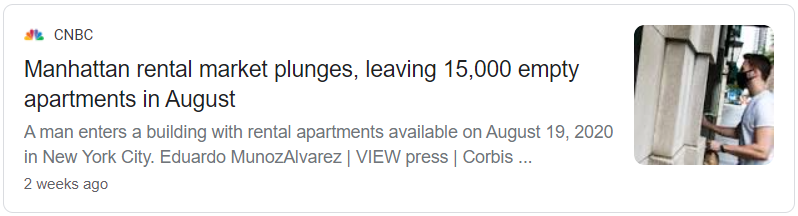 CNBC
Manhattan rental market plunges, leaving 15,000 empty
apartments in August
A man enters a building with rental apartments available on August 19, 2020
in New York City. Eduardo MunozAlvarez | VIEW press | Corbis ...
2 weeks ago